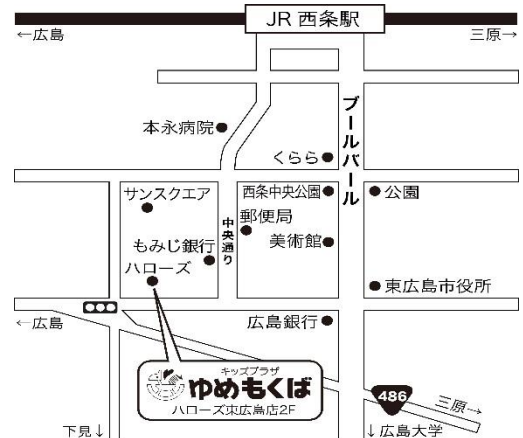 JR 西条駅
←広島
三原→
ブールバール
本永病院
くらら
サンスクエア
西条中央公園
公園
中央通り
郵便局
もみじ銀行
美術館
ハローズ
東広島市役所
←広島
広島銀行
キッズプラザ
ゆめもくば
ハローズ東広島店2F
486
三原→
下見↓
↓広島大学